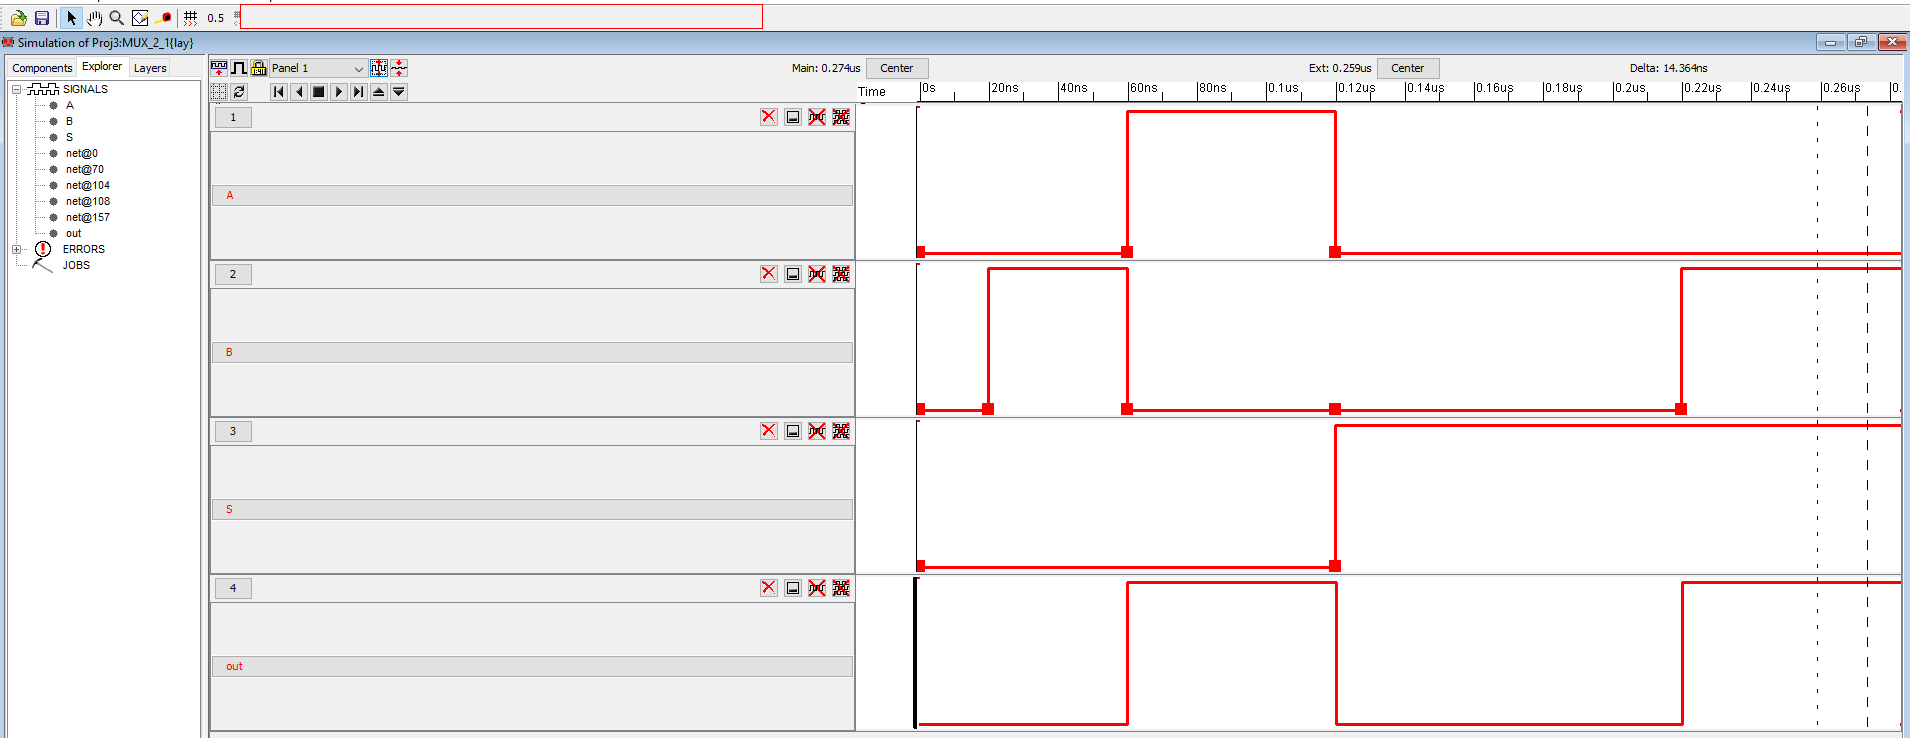 0.5
Simulation of Proj3:MUX_2_1{lay}
Components Explorer Layers
SIGNALS
A
B
S
net@0
net@70
net@104
net@108
net@157
out
ERRORS
JOBS
Panel 1 Main: 0.274us Center Ext: 0.259us Center Delta: 14.364ns
Time 0s 20ns 40ns 60ns 80ns 0.1us 0.12us 0.14us 0.16us 0.18us 0.2us 0.22us 0.24us 0.26us 0.
1
A
2
B
3
S
4
out